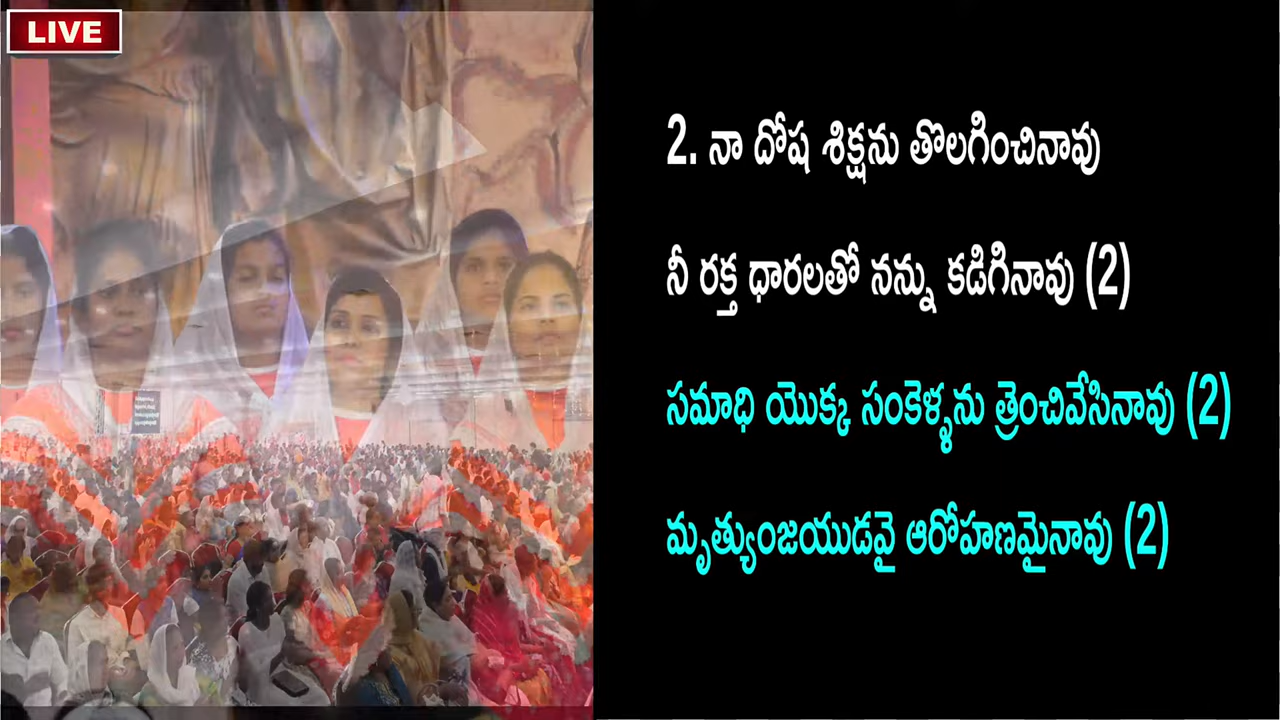 LIVE
2. నా దోష శిక్షను తొలగించినావు
నీ రక్త ధారలతో నన్ను కడిగినావు (2)
సమాధి యొక్క సంకెళ్ళను త్రెంచివేసినావు (2)
మృత్యుంజయుడవై ఆరోహణమైనావు (2)